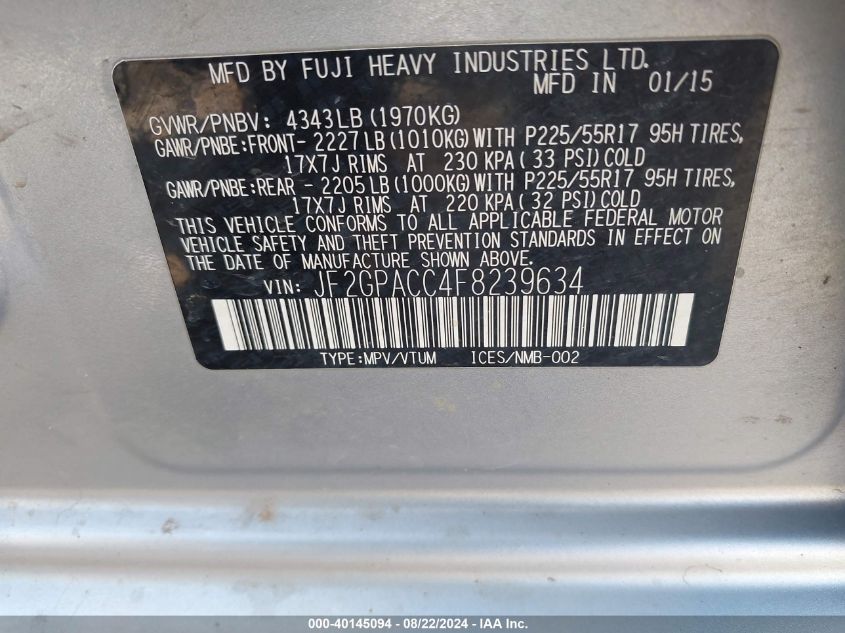 MFD BY FUJI HEAVY INDUSTRIES LTD.
MFD IN 01/15
GVWR/PNBV: 4343LB(1970KG)
GAWR/PNBE:FRONT-2227LB(1010KG)WITH P225/55R17 95H TIRES,
17X7J RIMS AT 230 KPA(33 PSI)COLD
GAWR/PNBE:REAR -2205LB(1000KG)WITH P225/55R17 95H TIRES,
17X7J RIMS AT 220 KPA(32 PSI)COLD
THIS VEHICLE CONFORMS TO ALL APPLICABLE FEDERAL MOTOR
VEHICLE SAFETY AND THEFT PREVENTION STANDARDS IN EFFECT ON
THE DATE OF MANUFACTURE SHOWN ABOVE.
VIN: JF2GPACC4F8239634
TYPE:MPV/VTUM ICES/NMB-002
000-40145094 - 08/22/2024 - IAA Inc.